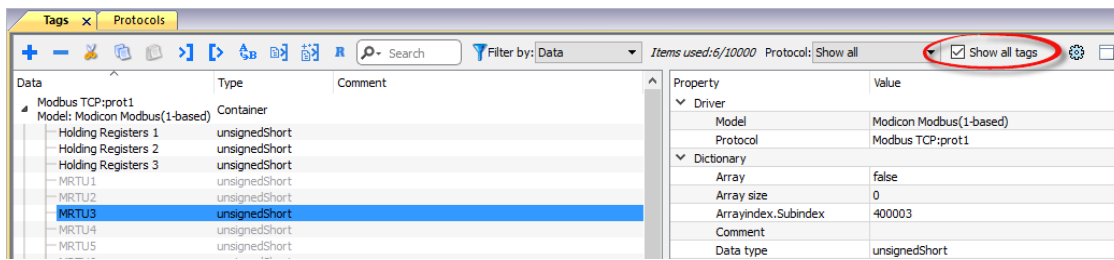 Tags x Protocols
R Search Filter by: Data Items used:6/10000 Protocol: Show all Show all tags
Data Type Comment Property Value
Modbus TCP:prot1
Model: Modicon Modbus(1-based) Container
Driver
Model Modicon Modbus(1-based)
Holding Registers 1 unsignedShort
Protocol Modbus TCP:prot1
Holding Registers 2 unsignedShort
Dictionary
Holding Registers 3 unsignedShort
Array false
MRTU1 unsignedShort
Array size 0
MRTU2 unsignedShort
MRTU3 unsignedShort
Arrayindex.Subindex 400003
MRTU4 unsignedShort
Comment
MRTU5 unsignedShort
Data type unsignedShort